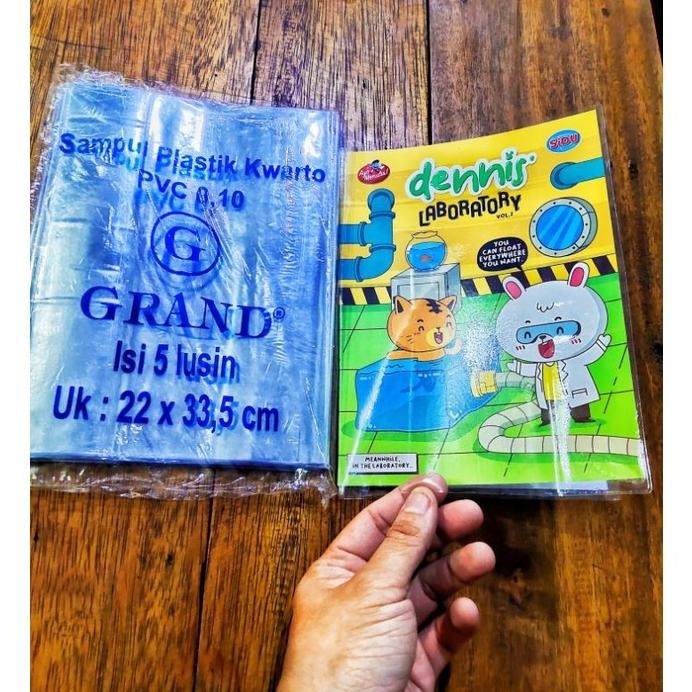 Sampul Plastik Kwarto
PVC 0.10
G
GRAND®
Isi 5 lusin
Uk : 22 x 33,5 cm
SiDU
dennis
LABORATORY
VOL.1
YOU
CAN FLOAT
EVERYWHERE
YOU WANT.
MEANWHILE,
IN THE LABORATORY...